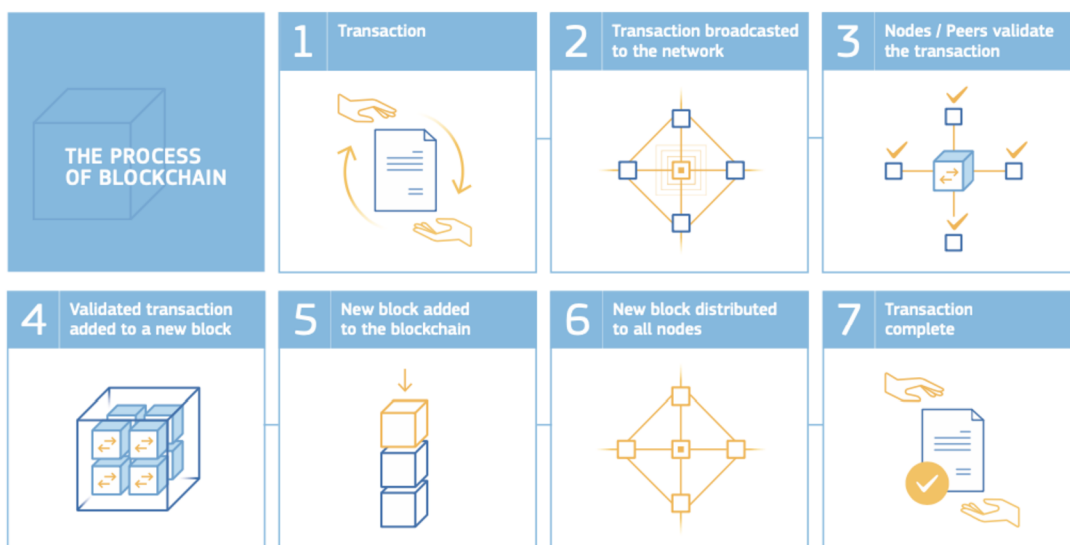 THE PROCESS
OF BLOCKCHAIN
1
Transaction
2
Transaction broadcasted
to the network
3
Nodes / Peers validate
the transaction
4
Validated transaction
added to a new block
5
New block added
to the blockchain
6
New block distributed
to all nodes
7
Transaction
complete